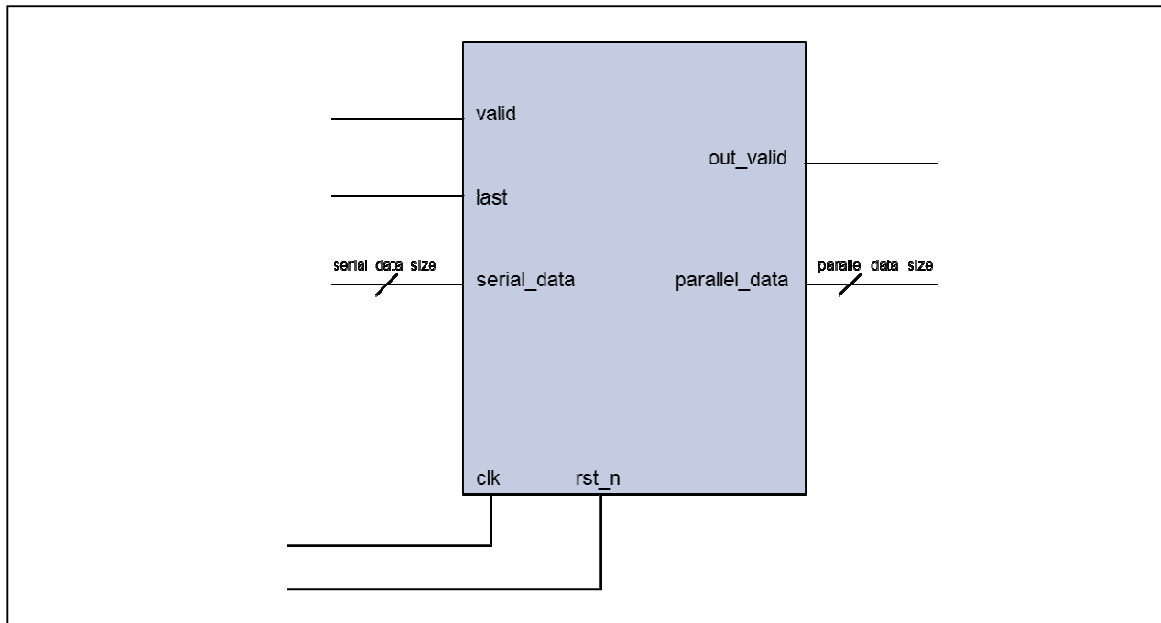 valid
out_valid
last
serial data size
paralle data size
serial_data
parallel_data
clk
rst_n